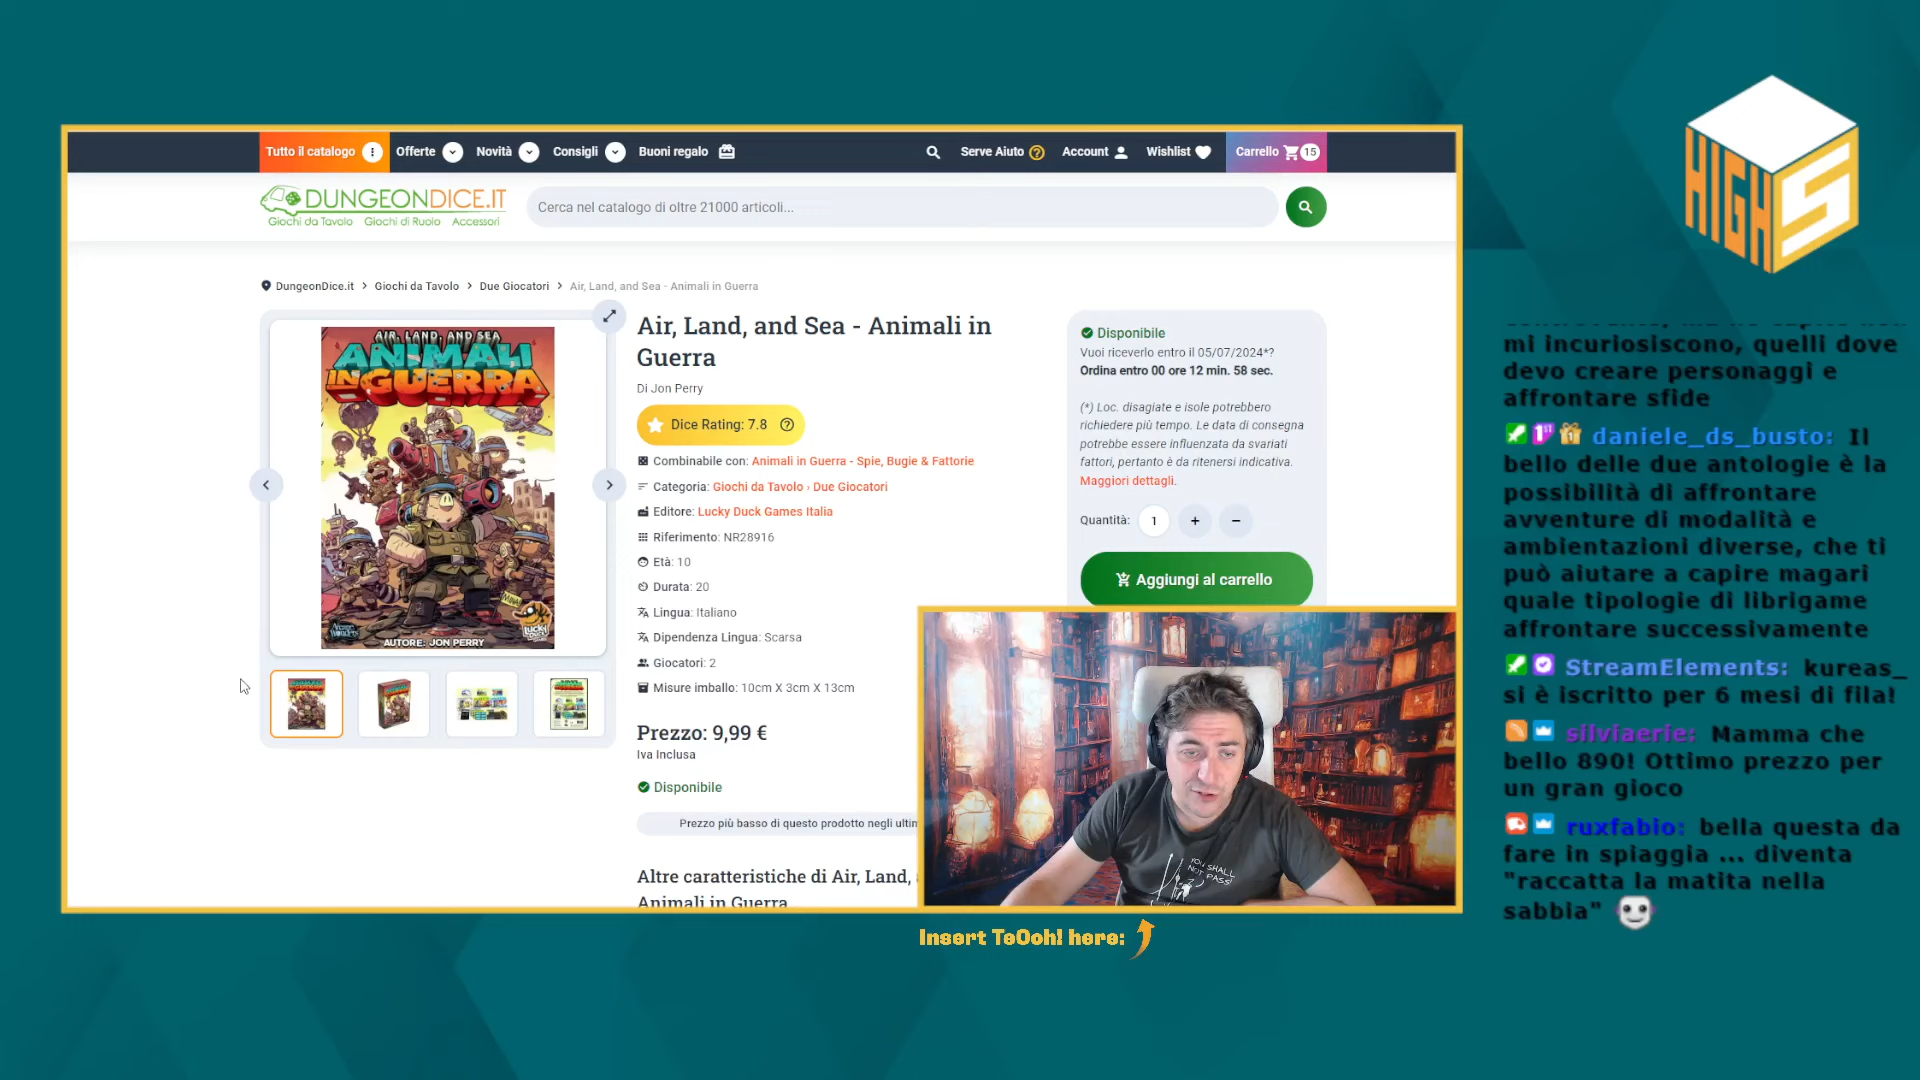 Tutto il catalogo
Offerte
Novità
Consigli
Buoni regalo
Serve Aiuto
Account
Wishlist
Carrello 15
DUNGEONDICE.IT
Giochi da Tavolo Giochi di Ruolo Accessori
Cerca nel catalogo di oltre 21000 articoli...
DungeonDice.it > Giochi da Tavolo > Due Giocatori > Air, Land, and Sea - Animali in Guerra
AIR, LAND, AND SEA
ANIMALI
IN GUERRA
AUTORE: JON PERRY
Air, Land, and Sea - Animali in
Guerra
Di Jon Perry
Dice Rating: 7.8
Combinabile con: Animali in Guerra - Spie, Bugie & Fattorie
Categoria: Giochi da Tavolo › Due Giocatori
Editore: Lucky Duck Games Italia
Riferimento: NR28916
Età: 10
Durata: 20
Lingua: Italiano
Dipendenza Lingua: Scarsa
Giocatori: 2
Misure imballo: 10cm X 3cm X 13cm
Prezzo: 9,99 €
Iva Inclusa
Disponibile
Prezzo più basso di questo prodotto negli ultim
Altre caratteristiche di Air, Land,
Animali in Guerra
Disponibile
Vuoi riceverlo entro il 05/07/2024*?
Ordina entro 00 ore 12 min. 58 sec.
(*) Loc. disagiate e isole potrebbero
richiedere più tempo. Le data di consegna
potrebbe essere influenzata da svariati
fattori, pertanto è da ritenersi indicativa.
Maggiori dettagli.
Quantità: 1 + −
Aggiungi al carrello
YOU SHALL
NOT PASS!
Insert TeOoh! here:
HIGH 5
mi incuriosiscono, quelli dove
devo creare personaggi e
affrontare sfide
daniele_ds_busto: Il
bello delle due antologie è la
possibilità di affrontare
avventure di modalità e
ambientazioni diverse, che ti
può aiutare a capire magari
quale tipologie di librigame
affrontare successivamente
StreamElements: kureas_
si è iscritto per 6 mesi di fila!
silviaerie: Mamma che
bello 890! Ottimo prezzo per
un gran gioco
ruxfabio: bella questa da
fare in spiaggia ... diventa
"raccatta la matita nella
sabbia"